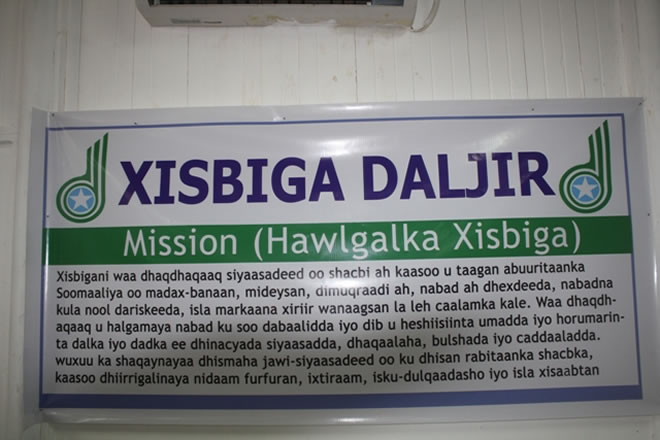 XISBIGA DALJIR
Mission (Hawlgalka Xisbiga)
Xisbigani waa dhaqdhaqaaq siyaasadeed oo shacbi ah kaasoo u taagan abuuritaanka
Soomaaliya oo madax-banaan, mideysan, dimuqraadi ah, nabad ah dhexdeeda, nabadna
kula nool dariskeeda, isla markaana xiriir wanaagsan la leh caalamka kale. Waa dhaqdh-
aqaaq u halgamaya nabad ku soo dabaalidda iyo dib u heshiisiinta umadda iyo horumarin-
ta dalka iyo dadka ee dhinacyada siyaasadda, dhaqaalaha, bulshada iyo caddaaladda.
wuxuu ka shaqaynayaa dhismaha jawi-siyaasadeed oo ku dhisan rabitaanka shacbka,
kaasoo dhiirrigalinaya nidaam furfuran, ixtiraam, isku-dulqaadasho iyo isla xisaabtan